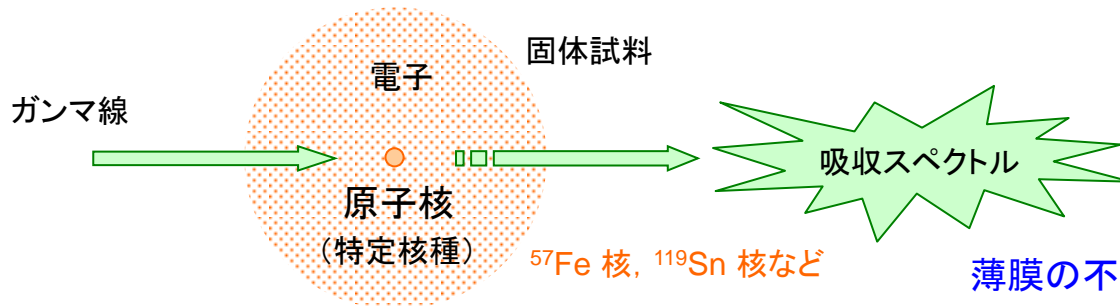 固体試料
電子
ガンマ線
吸収スペクトル
原子核
（特定核種）
⁵⁷Fe 核, ¹¹⁹Sn 核など
薄膜の不